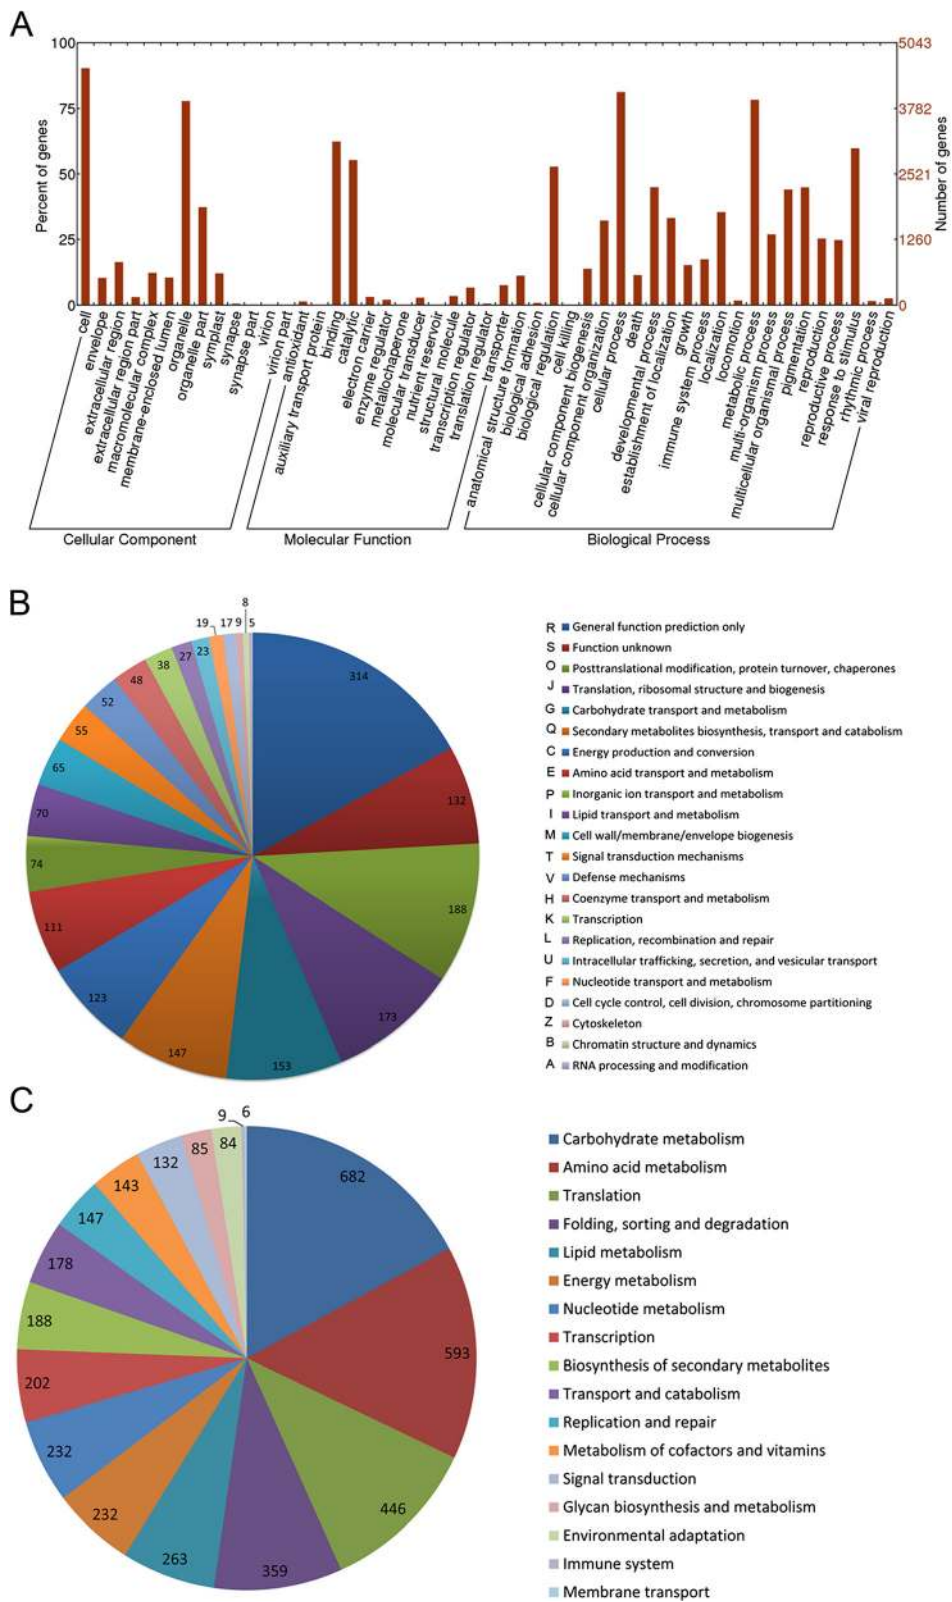 A
100
75
50
25
0
Percent of genes
5043
3782
2521
1260
0
Number of genes
cell
envelope
extracellular region
extracellular region part
macromolecular complex
membrane-enclosed lumen
organelle
organelle part
symplast
synapse
synapse part
virion
virion part
antioxidant
auxiliary transport protein
binding
catalytic
electron carrier
enzyme regulator
metallochaperone
molecular transducer
nutrient reservoir
structural molecule
transcription regulator
translation regulator
transporter
anatomical structure formation
biological adhesion
biological regulation
cell killing
cellular component biogenesis
cellular component organization
cellular process
death
developmental process
establishment of localization
growth
immune system process
localization
locomotion
metabolic process
multi-organism process
multicellular organismal process
pigmentation
reproduction
reproductive process
response to stimulus
rhythmic process
viral reproduction
Cellular Component
Molecular Function
Biological Process
B
314
132
188
173
153
147
123
111
74
70
65
55
52
48
38
27
23
19
17
9
8
5
R General function prediction only
S Function unknown
O Posttranslational modification, protein turnover, chaperones
J Translation, ribosomal structure and biogenesis
G Carbohydrate transport and metabolism
Q Secondary metabolites biosynthesis, transport and catabolism
C Energy production and conversion
E Amino acid transport and metabolism
P Inorganic ion transport and metabolism
I Lipid transport and metabolism
M Cell wall/membrane/envelope biogenesis
T Signal transduction mechanisms
V Defense mechanisms
H Coenzyme transport and metabolism
K Transcription
L Replication, recombination and repair
U Intracellular trafficking, secretion, and vesicular transport
F Nucleotide transport and metabolism
D Cell cycle control, cell division, chromosome partitioning
Z Cytoskeleton
B Chromatin structure and dynamics
A RNA processing and modification
C
682
593
446
359
263
232
232
202
188
178
147
143
132
85
84
9
6
Carbohydrate metabolism
Amino acid metabolism
Translation
Folding, sorting and degradation
Lipid metabolism
Energy metabolism
Nucleotide metabolism
Transcription
Biosynthesis of secondary metabolites
Transport and catabolism
Replication and repair
Metabolism of cofactors and vitamins
Signal transduction
Glycan biosynthesis and metabolism
Environmental adaptation
Immune system
Membrane transport